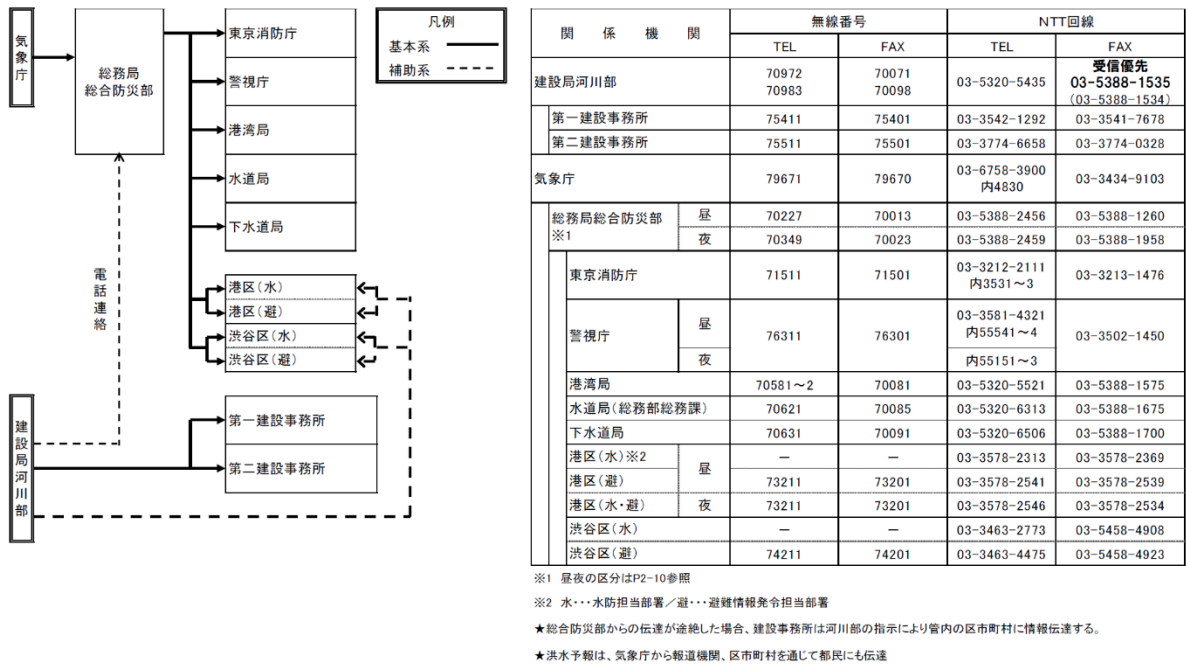 気象庁
総務局
総合防災部
東京消防庁
警視庁
港湾局
水道局
下水道局
港区(水)
港区(避)
渋谷区(水)
渋谷区(避)
凡例
基本系
補助系
電話連絡
建設局河川部
第一建設事務所
第二建設事務所
関 係 機 関 無線番号 NTT回線
TEL FAX TEL FAX
建設局河川部 70972 70983 70071 70098 03-5320-5435 受信優先 03-5388-1535 (03-5388-1534)
第一建設事務所 75411 75401 03-3542-1292 03-3541-7678
第二建設事務所 75511 75501 03-3774-6658 03-3774-0328
気象庁 79671 79670 03-6758-3900 内4830 03-3434-9103
総務局総合防災部 ※1 昼 70227 70013 03-5388-2456 03-5388-1260
夜 70349 70023 03-5388-2459 03-5388-1958
東京消防庁 71511 71501 03-3212-2111 内3531~3 03-3213-1476
警視庁 昼 76311 76301 03-3581-4321 内55541~4 03-3502-1450
夜 内55151~3
港湾局 70581~2 70081 03-5320-5521 03-5388-1575
水道局(総務部総務課) 70621 70085 03-5320-6313 03-5388-1675
下水道局 70631 70091 03-5320-6506 03-5388-1700
港区(水)※2 昼 - - 03-3578-2313 03-3578-2369
港区(避) 73211 73201 03-3578-2541 03-3578-2539
港区(水・避) 夜 73211 73201 03-3578-2546 03-3578-2534
渋谷区(水) - - 03-3463-2773 03-5458-4908
渋谷区(避) 74211 74201 03-3463-4475 03-5458-4923
※1 昼夜の区分はP2-10参照
※2 水・・・水防担当部署/避・・・避難情報発令担当部署
★総合防災部からの伝達が途絶した場合、建設事務所は河川部の指示により管内の区市町村に情報伝達する。
★洪水予報は、気象庁から報道機関、区市町村を通じて都民にも伝達